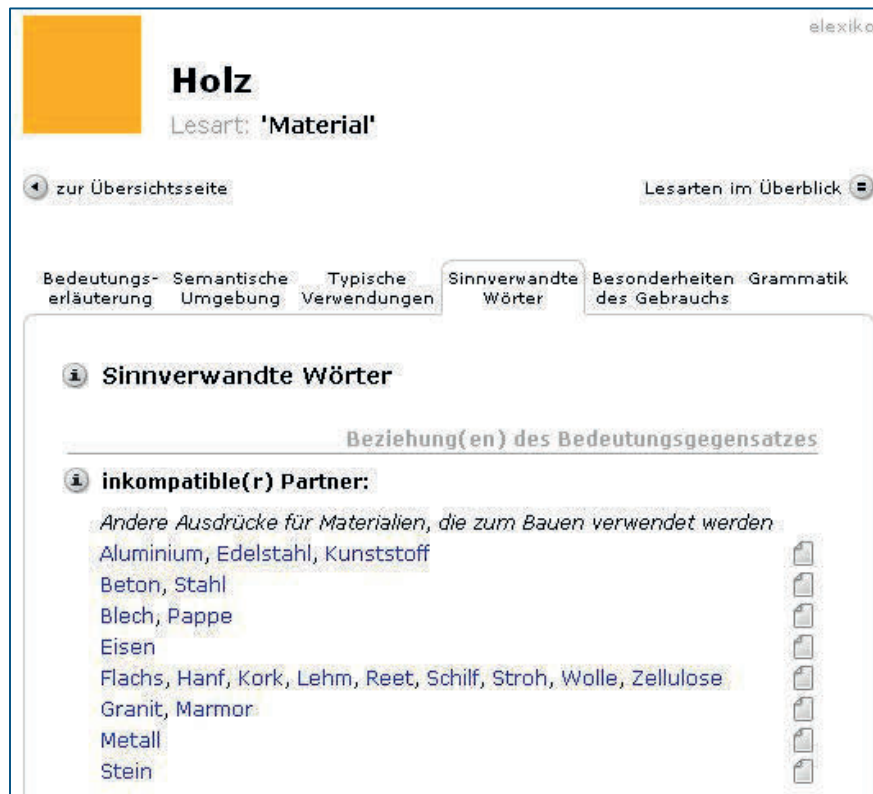 elexiko
Holz
Lesart: 'Material'
zur Übersichtsseite
Lesarten im Überblick
Bedeutungs- Semantische Typische Sinnverwandte Besonderheiten Grammatik
erläuterung Umgebung Verwendungen Wörter des Gebrauchs
Sinnverwandte Wörter
Beziehung(en) des Bedeutungsgegensatzes
inkompatible(r) Partner:
Andere Ausdrücke für Materialien, die zum Bauen verwendet werden
Aluminium, Edelstahl, Kunststoff
Beton, Stahl
Blech, Pappe
Eisen
Flachs, Hanf, Kork, Lehm, Reet, Schilf, Stroh, Wolle, Zellulose
Granit, Marmor
Metall
Stein